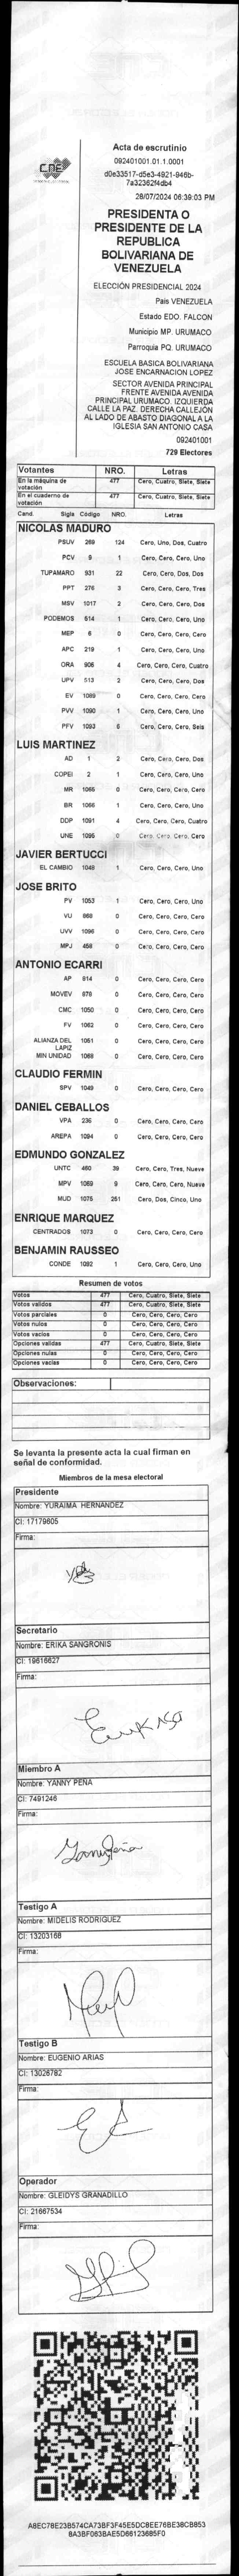 CNE
Acta de escrutinio
092401001.01.1.0001
d0e33517-d5e3-4921-946b-
7a32362f4db4
28/07/2024 06:39:03 PM
PRESIDENTA O
PRESIDENTE DE LA
REPUBLICA
BOLIVARIANA DE
VENEZUELA
ELECCIÓN PRESIDENCIAL 2024
País VENEZUELA
Estado EDO. FALCON
Municipio MP. URUMACO
Parroquia PQ. URUMACO
ESCUELA BASICA BOLIVARIANA
JOSE ENCARNACION LOPEZ
SECTOR AVENIDA PRINCIPAL
FRENTE AVENIDA AVENIDA
PRINCIPAL URUMACO. IZQUIERDA
CALLE LA PAZ. DERECHA CALLEJÓN
AL LADO DE ABASTO DIAGONAL A LA
IGLESIA SAN ANTONIO CASA
092401001
729 Electores
Votantes NRO. Letras
En la máquina de votación 477 Cero, Cuatro, Siete, Siete
En el cuaderno de votación 477 Cero, Cuatro, Siete, Siete
Cand. Sigla Código NRO. Letras
NICOLAS MADURO
PSUV 269 124 Cero, Uno, Dos, Cuatro
PCV 9 1 Cero, Cero, Cero, Uno
TUPAMARO 931 22 Cero, Cero, Dos, Dos
PPT 276 3 Cero, Cero, Cero, Tres
MSV 1017 2 Cero, Cero, Cero, Dos
PODEMOS 514 1 Cero, Cero, Cero, Uno
MEP 6 0 Cero, Cero, Cero, Cero
APC 219 1 Cero, Cero, Cero, Uno
ORA 906 4 Cero, Cero, Cero, Cuatro
UPV 513 2 Cero, Cero, Cero, Dos
EV 1089 0 Cero, Cero, Cero, Cero
PVV 1090 1 Cero, Cero, Cero, Uno
PFV 1093 6 Cero, Cero, Cero, Seis
LUIS MARTINEZ
AD 1 2 Cero, Cero, Cero, Dos
COPEI 2 1 Cero, Cero, Cero, Uno
MR 1065 0 Cero, Cero, Cero, Cero
BR 1066 1 Cero, Cero, Cero, Uno
DDP 1091 4 Cero, Cero, Cero, Cuatro
UNE 1095 0 Cero, Cero, Cero, Cero
JAVIER BERTUCCI
EL CAMBIO 1048 1 Cero, Cero, Cero, Uno
JOSE BRITO
PV 1053 1 Cero, Cero, Cero, Uno
VU 860 0 Cero, Cero, Cero, Cero
UVV 1096 0 Cero, Cero, Cero, Cero
MPJ 458 0 Cero, Cero, Cero, Cero
ANTONIO ECARRI
AP 814 0 Cero, Cero, Cero, Cero
MOVEV 878 0 Cero, Cero, Cero, Cero
CMC 1050 0 Cero, Cero, Cero, Cero
FV 1062 0 Cero, Cero, Cero, Cero
ALIANZA DEL LAPIZ 1051 0 Cero, Cero, Cero, Cero
MIN UNIDAD 1068 0 Cero, Cero, Cero, Cero
CLAUDIO FERMIN
SPV 1049 0 Cero, Cero, Cero, Cero
DANIEL CEBALLOS
VPA 236 0 Cero, Cero, Cero, Cero
AREPA 1094 0 Cero, Cero, Cero, Cero
EDMUNDO GONZALEZ
UNTC 460 39 Cero, Cero, Tres, Nueve
MPV 1069 9 Cero, Cero, Cero, Nueve
MUD 1075 251 Cero, Dos, Cinco, Uno
ENRIQUE MARQUEZ
CENTRADOS 1073 0 Cero, Cero, Cero, Cero
BENJAMIN RAUSSEO
CONDE 1092 1 Cero, Cero, Cero, Uno
Resumen de votos
Votos 477 Cero, Cuatro, Siete, Siete
Votos validos 477 Cero, Cuatro, Siete, Siete
Votos parciales 0 Cero, Cero, Cero, Cero
Votos nulos 0 Cero, Cero, Cero, Cero
Votos vacios 0 Cero, Cero, Cero, Cero
Opciones validas 477 Cero, Cuatro, Siete, Siete
Opciones nulas 0 Cero, Cero, Cero, Cero
Opciones vacias 0 Cero, Cero, Cero, Cero
Observaciones:
Se levanta la presente acta la cual firman en
señal de conformidad.
Miembros de la mesa electoral
Presidente
Nombre: YURAIMA HERNANDEZ
CI: 17179605
Firma:
Secretario
Nombre: ERIKA SANGRONIS
CI: 19616627
Firma:
Miembro A
Nombre: YANNY PEÑA
CI: 7491246
Firma:
Yanny Peña
Testigo A
Nombre: MIDELIS RODRIGUEZ
CI: 13203168
Firma:
Testigo B
Nombre: EUGENIO ARIAS
CI: 13026782
Firma:
Operador
Nombre: GLEIDYS GRANADILLO
CI: 21667534
Firma:
A8EC78E23B574CA73BF3F45E5DC8EE76BE38CB853
8A3BF063BAE5D66123685F0